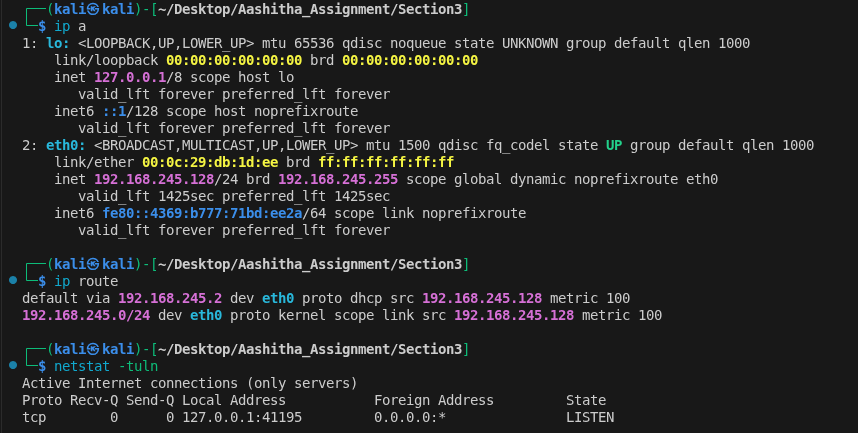 ┌──(kali㉿kali)-[~/Desktop/Aashitha_Assignment/Section3]
└─$ ip a
1: lo: <LOOPBACK,UP,LOWER_UP> mtu 65536 qdisc noqueue state UNKNOWN group default qlen 1000
    link/loopback 00:00:00:00:00:00 brd 00:00:00:00:00:00
    inet 127.0.0.1/8 scope host lo
       valid_lft forever preferred_lft forever
    inet6 ::1/128 scope host noprefixroute
       valid_lft forever preferred_lft forever
2: eth0: <BROADCAST,MULTICAST,UP,LOWER_UP> mtu 1500 qdisc fq_codel state UP group default qlen 1000
    link/ether 00:0c:29:db:1d:ee brd ff:ff:ff:ff:ff:ff
    inet 192.168.245.128/24 brd 192.168.245.255 scope global dynamic noprefixroute eth0
       valid_lft 1425sec preferred_lft 1425sec
    inet6 fe80::4369:b777:71bd:ee2a/64 scope link noprefixroute
       valid_lft forever preferred_lft forever
┌──(kali㉿kali)-[~/Desktop/Aashitha_Assignment/Section3]
└─$ ip route
default via 192.168.245.2 dev eth0 proto dhcp src 192.168.245.128 metric 100
192.168.245.0/24 dev eth0 proto kernel scope link src 192.168.245.128 metric 100
┌──(kali㉿kali)-[~/Desktop/Aashitha_Assignment/Section3]
└─$ netstat -tuln
Active Internet connections (only servers)
Proto Recv-Q Send-Q Local Address           Foreign Address         State
tcp        0      0 127.0.0.1:41195         0.0.0.0:*               LISTEN